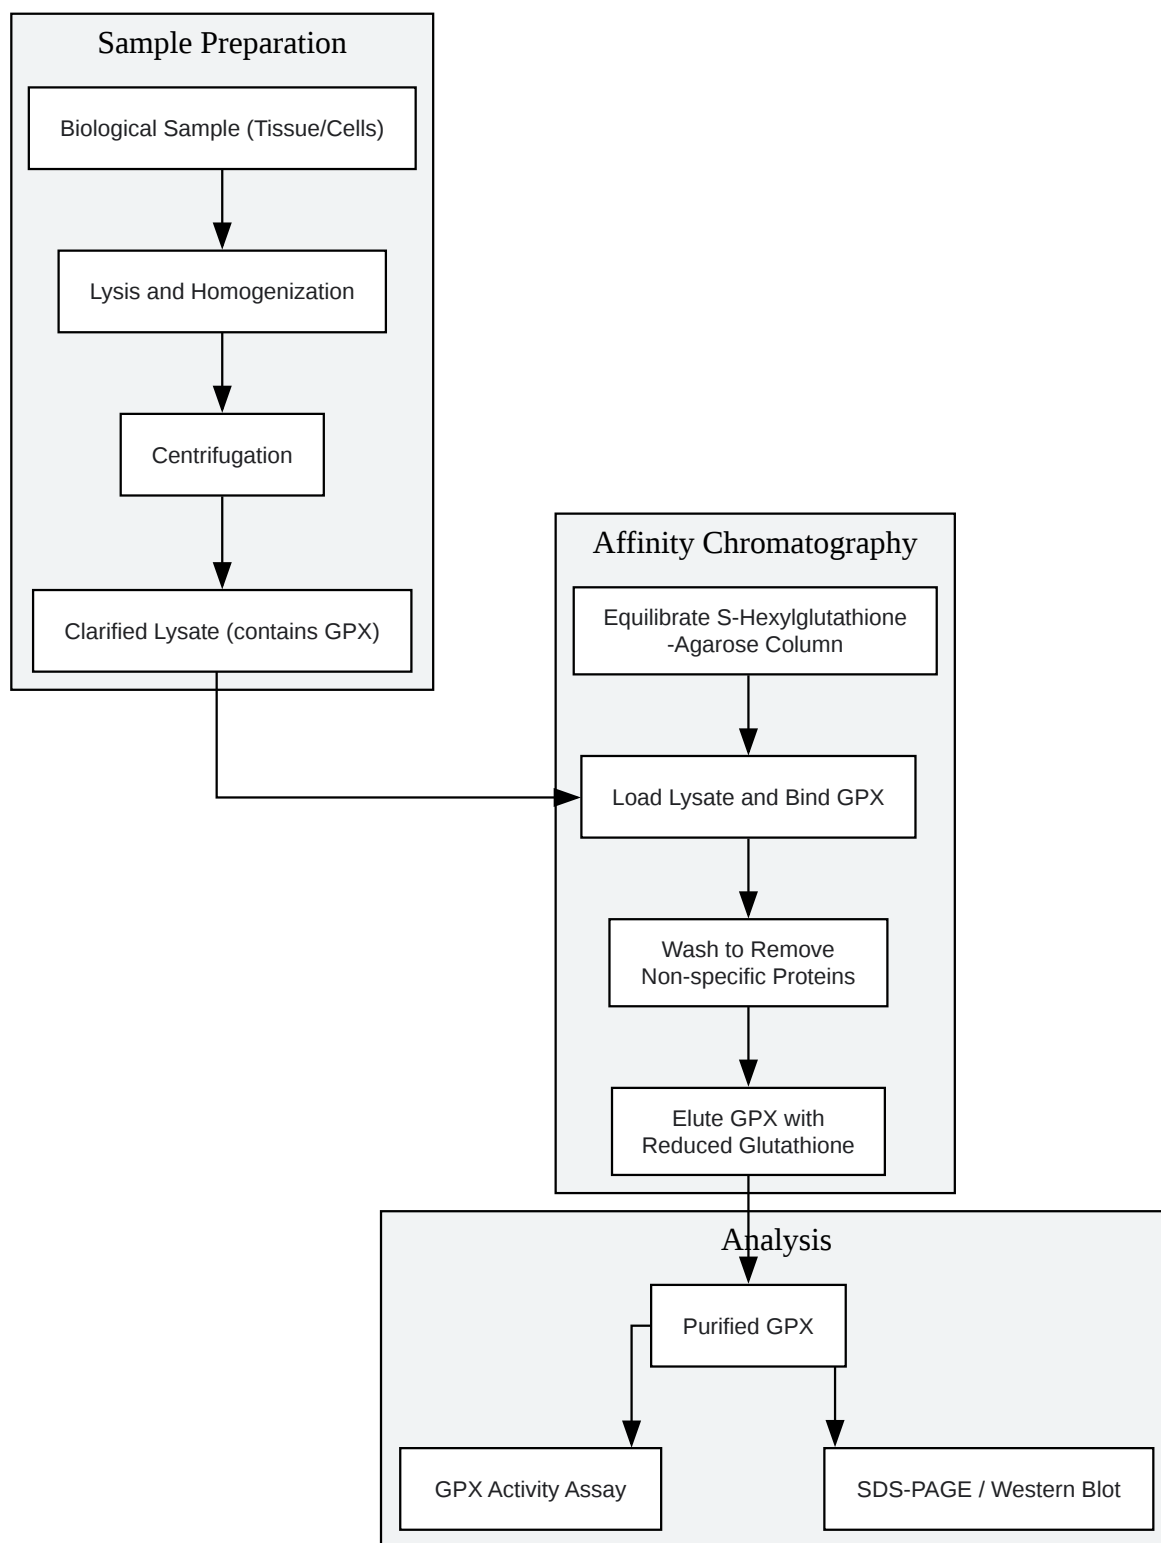 Sample Preparation
Biological Sample (Tissue/Cells)
Lysis and Homogenization
Centrifugation
Clarified Lysate (contains GPX)
Affinity Chromatography
Equilibrate S-Hexylglutathione
-Agarose Column
Load Lysate and Bind GPX
Wash to Remove
Non-specific Proteins
Elute GPX with
Reduced Glutathione
Analysis
Purified GPX
GPX Activity Assay
SDS-PAGE / Western Blot